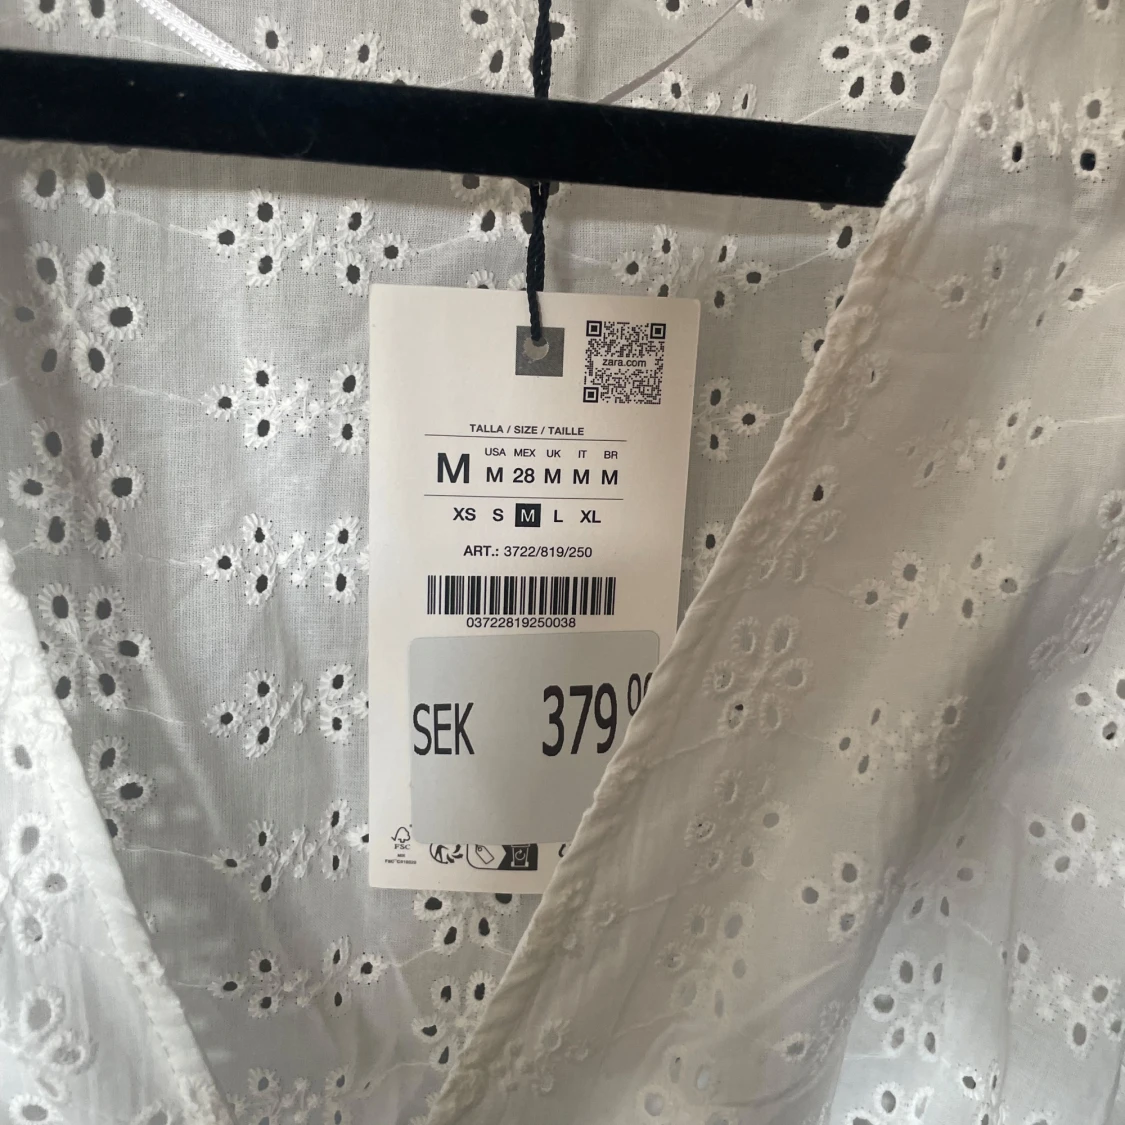 zara.com
TALLA / SIZE / TAILLE
USA MEX UK IT BR
M M 28 M M M
XS S M L XL
ART.: 3722/819/250
03722819250038
SEK 379
FSC
MIX